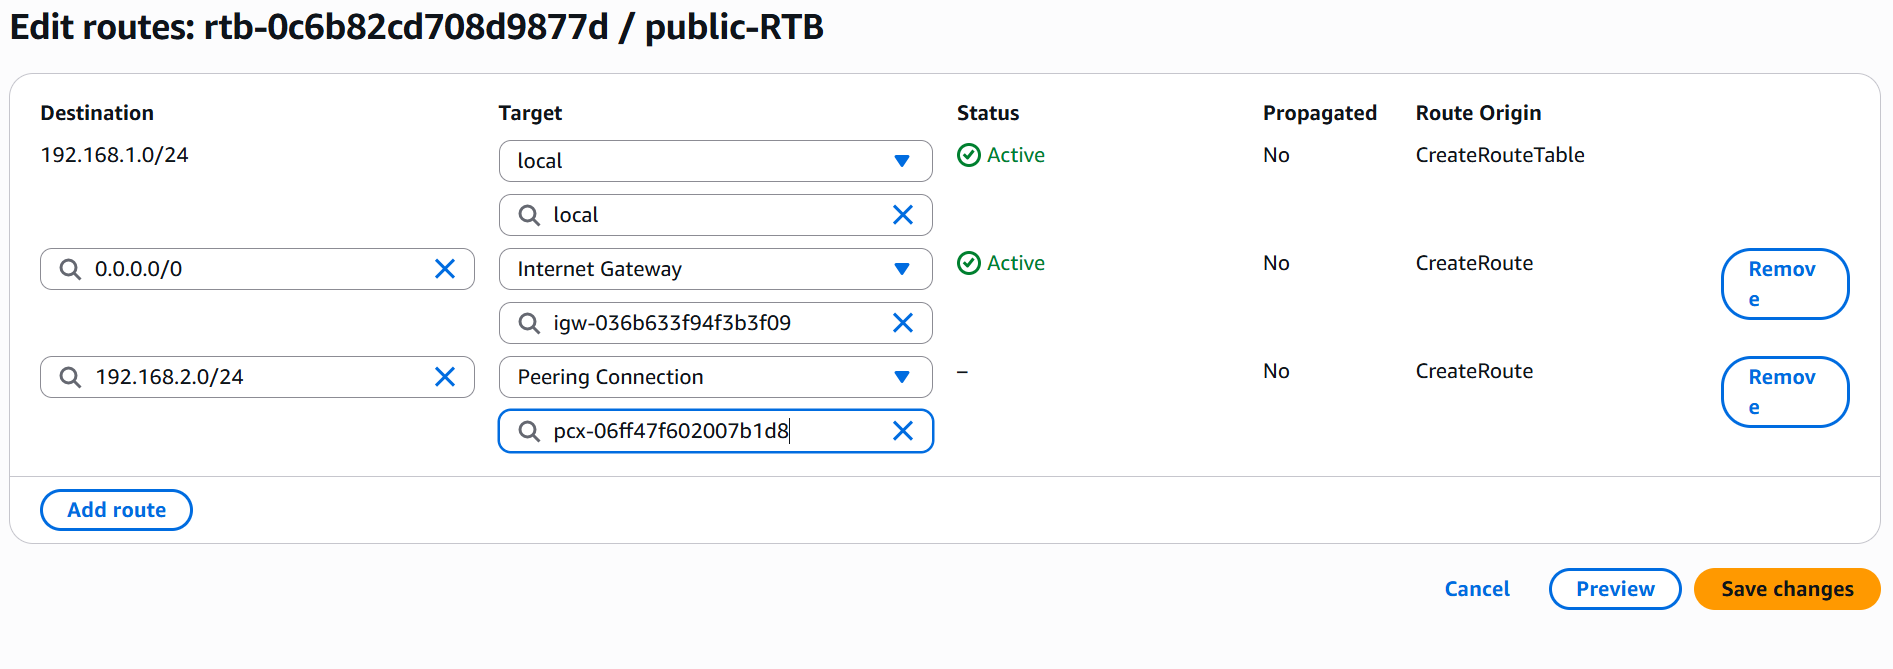 Edit routes: rtb-0c6b82cd708d9877d / public-RTB
Destination Target Status Propagated Route Origin
192.168.1.0/24 local Active No CreateRouteTable
local
0.0.0.0/0 Internet Gateway Active No CreateRoute Remov
e
igw-036b633f94f3b3f09
192.168.2.0/24 Peering Connection – No CreateRoute Remov
e
pcx-06ff47f602007b1d8
Add route
Cancel Preview Save changes